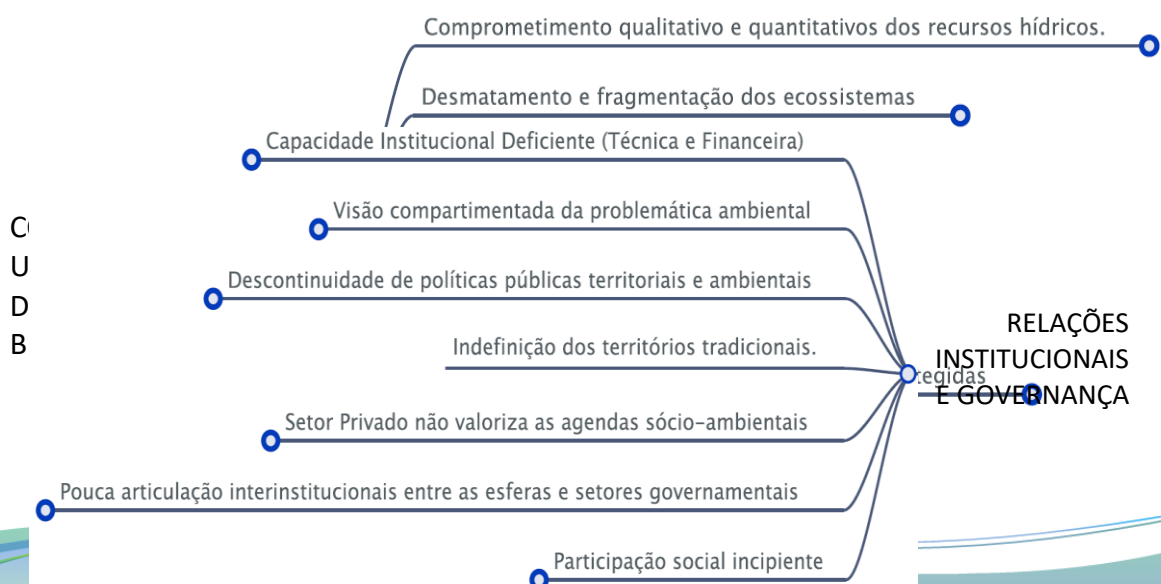 Comprometimento qualitativo e quantitativos dos recursos hídricos.
Desmatamento e fragmentação dos ecossistemas
Capacidade Institucional Deficiente (Técnica e Financeira)
Visão compartimentada da problemática ambiental
Descontinuidade de políticas públicas territoriais e ambientais
Indefinição dos territórios tradicionais.
Setor Privado não valoriza as agendas sócio-ambientais
Pouca articulação interinstitucionais entre as esferas e setores governamentais
Participação social incipiente
RELAÇÕES
INSTITUCIONAIS
E GOVERNANÇA